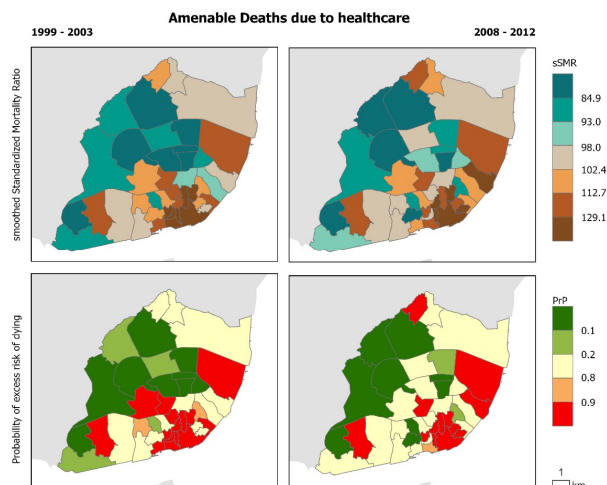 Amenable Deaths due to healthcare
1999 - 2003
2008 - 2012
smoothed Standardized Mortality Ratio
sSMR
84.9
93.0
98.0
102.4
112.7
129.1
Probability of excess risk of dying
PrP
0.1
0.2
0.8
0.9
1
km